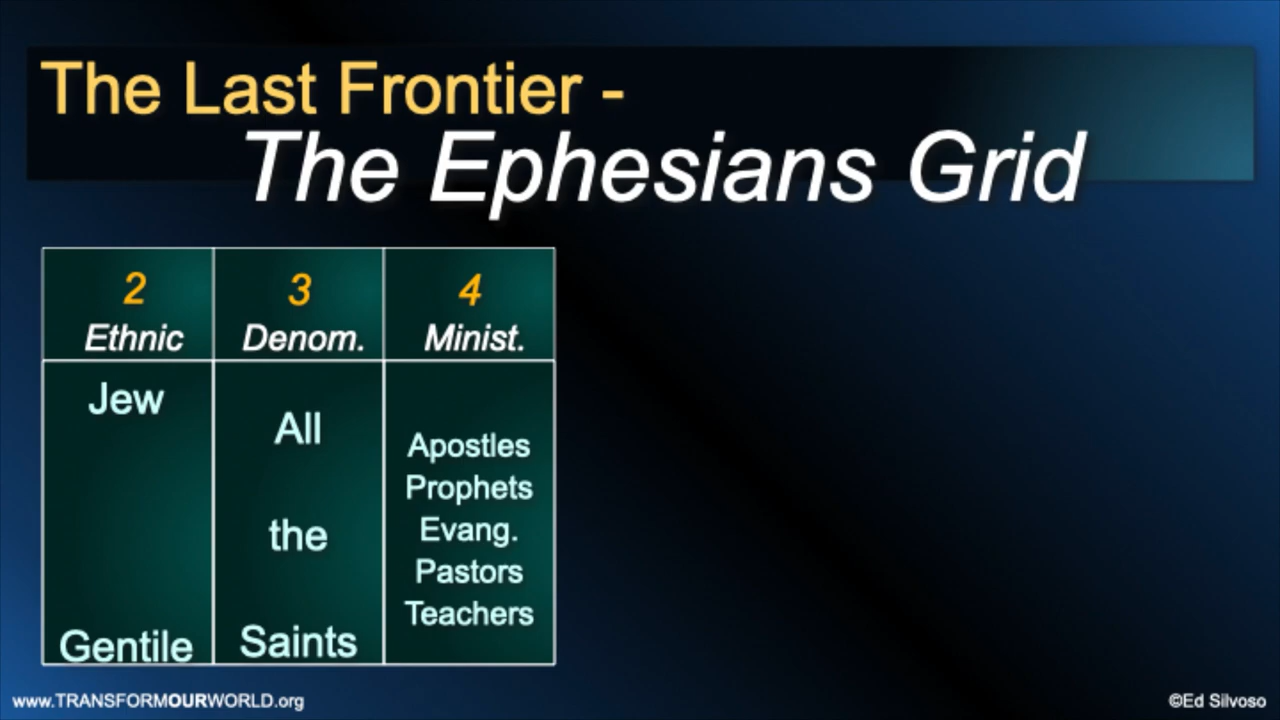 The Last Frontier -
The Ephesians Grid
2
Ethnic
3
Denom.
4
Minist.
Jew
Gentile
All
the
Saints
Apostles
Prophets
Evang.
Pastors
Teachers
www.TRANSFORMOURWORLD.org
©Ed Silvoso